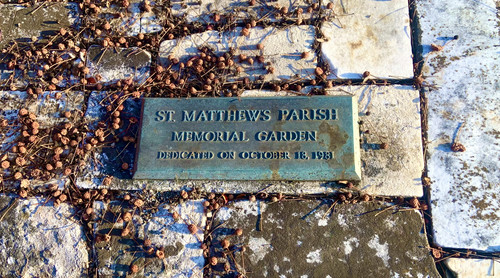 ST. MATTHEWS PARISH
MEMORIAL GARDEN
DEDICATED ON OCTOBER 18, 1981